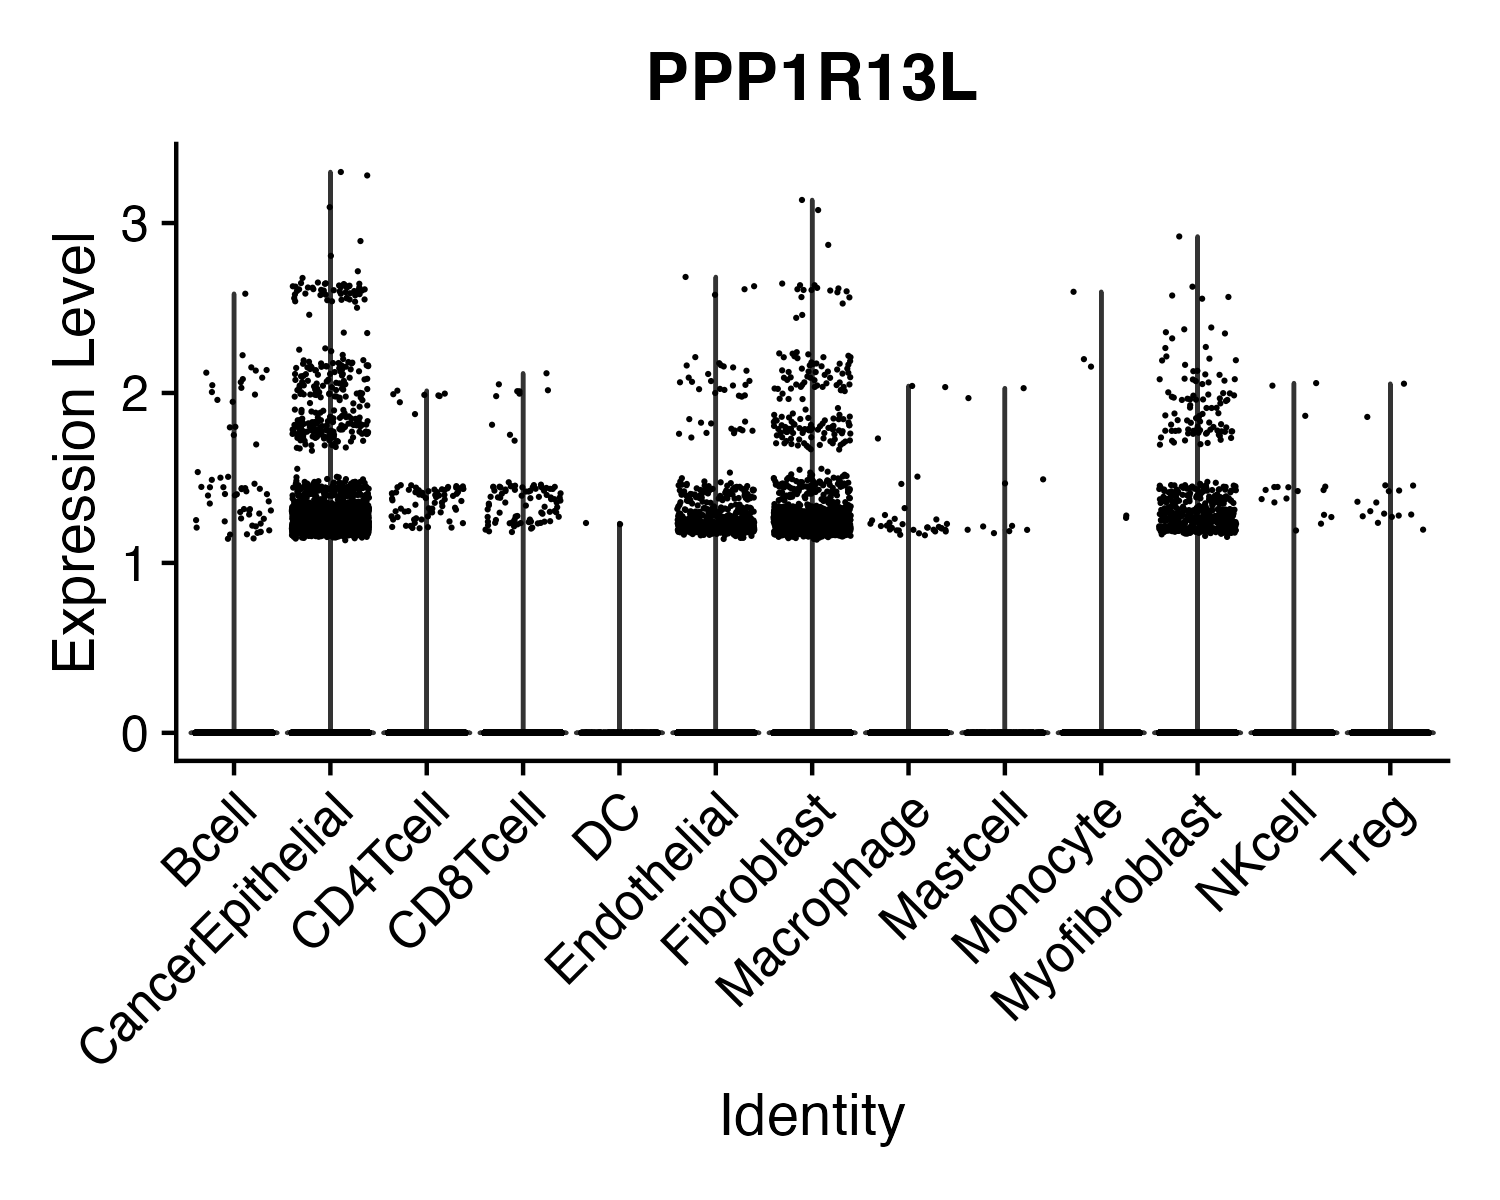 PPP1R13L
Expression Level
3
2
1
0
Bcell
CancerEpithelial
CD4Tcell
CD8Tcell
DC
Endothelial
Fibroblast
Macrophage
Mastcell
Monocyte
Myofibroblast
NKcell
Treg
Identity